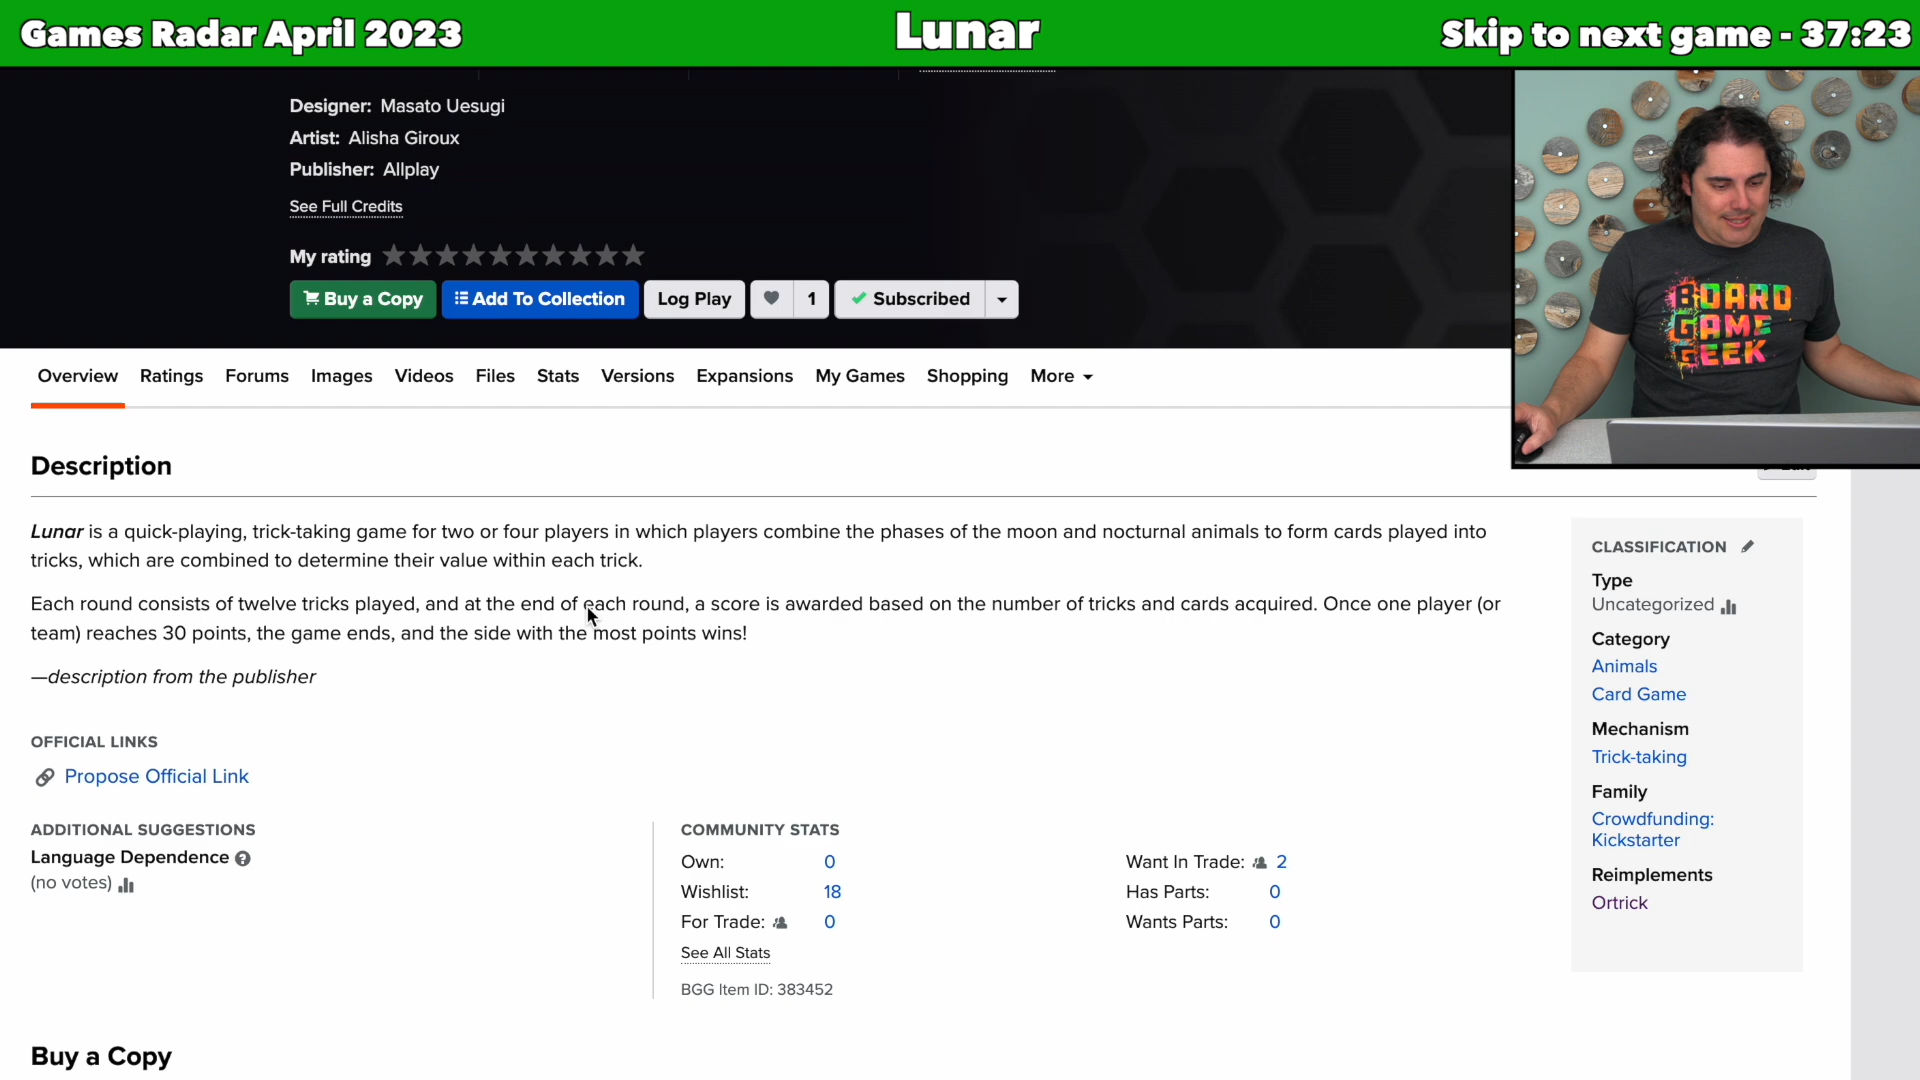 Games Radar April 2023
Lunar
Skip to next game - 37:23
Designer: Masato Uesugi
Artist: Alisha Giroux
Publisher: Allplay
See Full Credits
My rating
Buy a Copy
Add To Collection
Log Play
1
Subscribed
BOARD
GAME
GEEK
Overview
Ratings
Forums
Images
Videos
Files
Stats
Versions
Expansions
My Games
Shopping
More
Description
Lunar is a quick-playing, trick-taking game for two or four players in which players combine the phases of the moon and nocturnal animals to form cards played into
tricks, which are combined to determine their value within each trick.
Each round consists of twelve tricks played, and at the end of each round, a score is awarded based on the number of tricks and cards acquired. Once one player (or
team) reaches 30 points, the game ends, and the side with the most points wins!
—description from the publisher
OFFICIAL LINKS
Propose Official Link
ADDITIONAL SUGGESTIONS
Language Dependence
(no votes)
COMMUNITY STATS
Own: 0
Wishlist: 18
For Trade: 0
See All Stats
BGG Item ID: 383452
Want In Trade: 2
Has Parts: 0
Wants Parts: 0
CLASSIFICATION
Type
Uncategorized
Category
Animals
Card Game
Mechanism
Trick-taking
Family
Crowdfunding:
Kickstarter
Reimplements
Ortrick
Buy a Copy